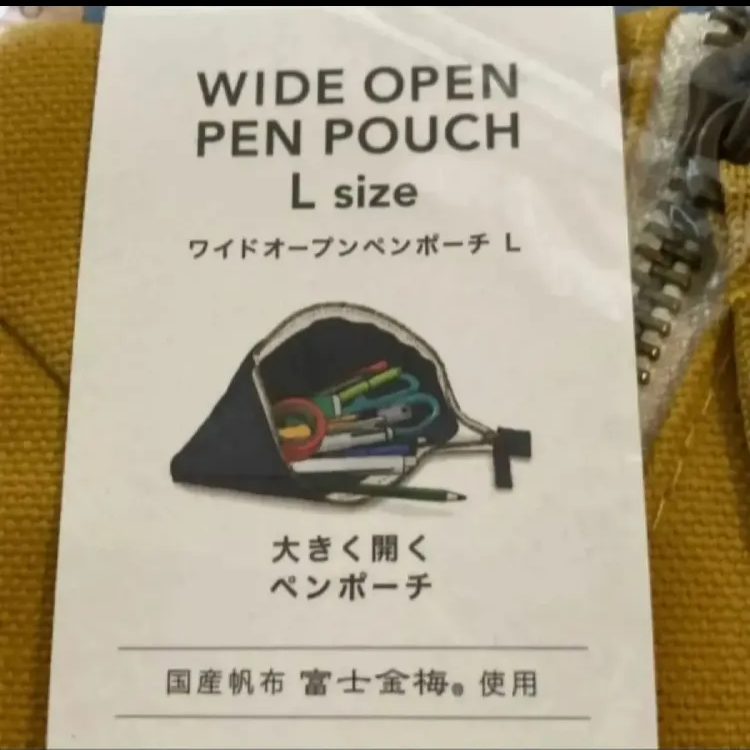 WIDE OPEN
PEN POUCH
L size
ワイドオープンペンポーチ L
大きく開く
ペンポーチ
国産帆布 富士金梅® 使用